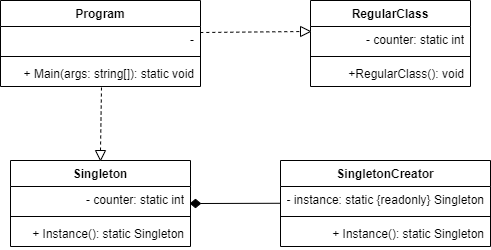 Program
-
+ Main(args: string[]): static void
RegularClass
- counter: static int
+RegularClass(): void
Singleton
- counter: static int
+ Instance(): static Singleton
SingletonCreator
- instance: static {readonly} Singleton
+ Instance(): static Singleton